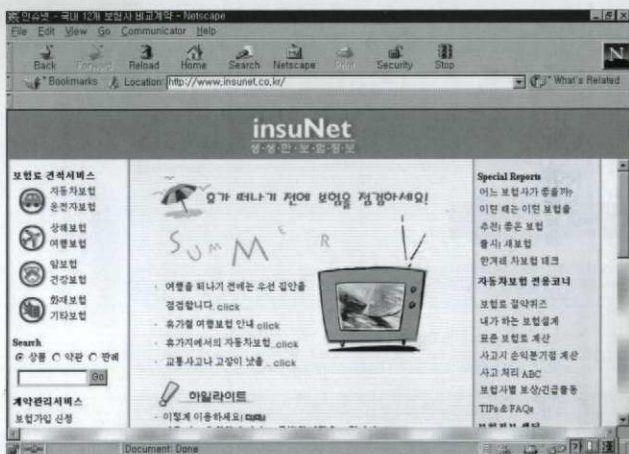 인슈넷 - 국내 12개 보험사 비교계약 - Netscape
File Edit View Go Communicator Help
Back Forward Reload Home Search Netscape Print Security Stop
Bookmarks Location: http://www.insunet.co.kr/ What's Related
insuNet
생·생·한·보·험·정·보
보험료 견적서비스
자동차보험
운전자보험
상해보험
여행보험
암보험
건강보험
화재보험
기타보험
Search
상품 약관 판례
Go
계약관리서비스
보험가입 신청
휴가 떠나기 전에 보험을 점검하세요!
SUMMER
· 여행을 떠나기 전에는 우선 집안을
점검합니다. click
· 휴가철 여행보험 안내 click
· 휴가지에서의 자동차보험..click
· 교통사고나 고장이 났을 .. click
하일라이트
· 이렇게 이용하세요!
Special Reports
어느 보험사가 좋을까?
이런 때는 이런 보험을
추천! 좋은 보험
출시! 새보험
한겨레 차보험 테크
자동차보험 전용코너
보험료 절약퀴즈
내가 하는 보험설계
표준 보험료 계산
사고시 손익분기점 계산
사고 처리 ABC
보험사별 보상/긴급출동
TIPs & FAQs
Document: Done